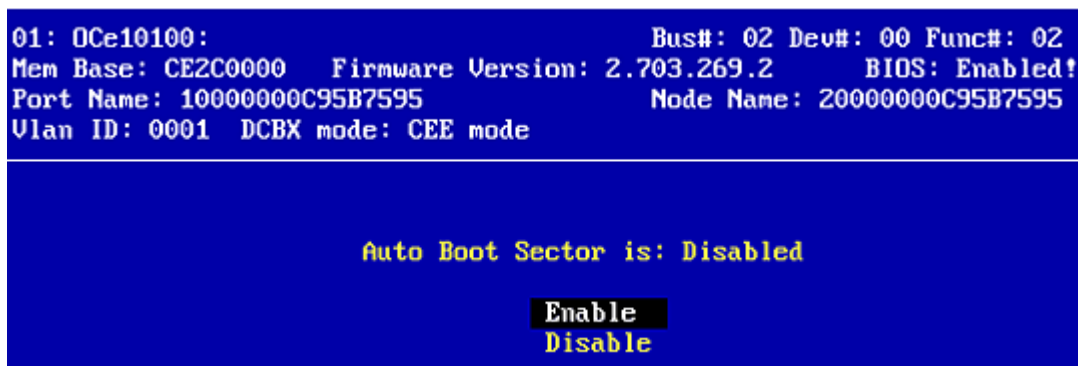 01: OCe10100: Bus#: 02 Dev#: 00 Func#: 02
Mem Base: CE2C0000 Firmware Version: 2.703.269.2 BIOS: Enabled!
Port Name: 10000000C95B7595 Node Name: 20000000C95B7595
Vlan ID: 0001 DCBX mode: CEE mode
Auto Boot Sector is: Disabled
Enable
Disable